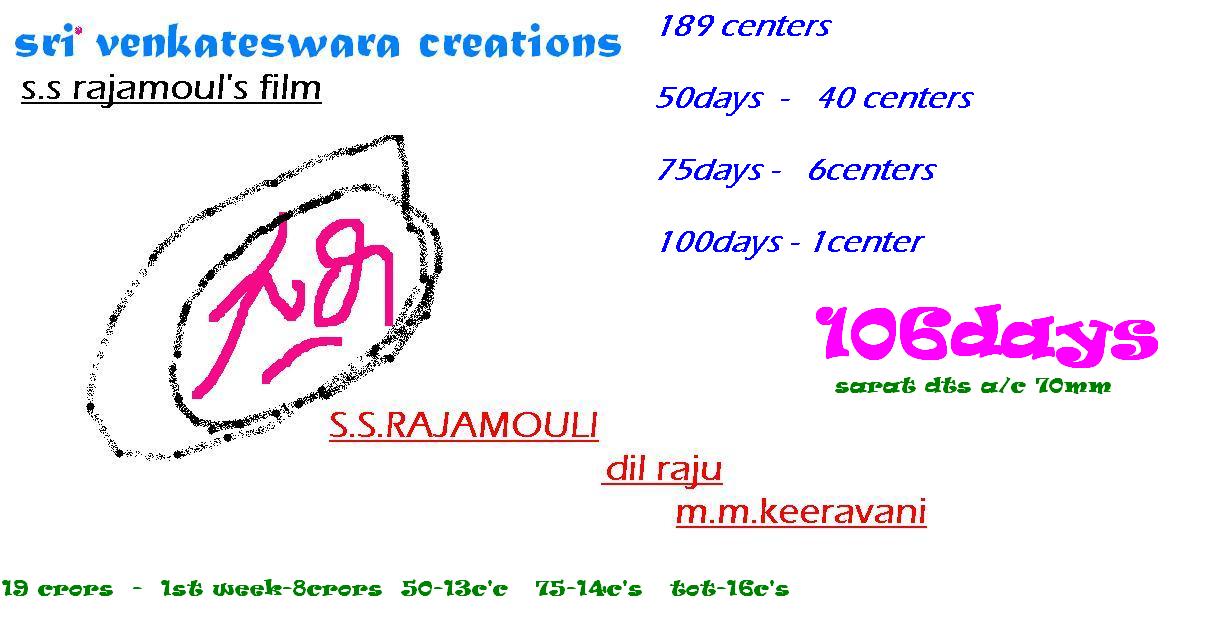 sri venkateswara creations
s.s rajamoul's film
189 centers
50days - 40 centers
75days - 6centers
100days - 1center
106days
sarat dts a/c 70mm
S.S.RAJAMOULI
dil raju
m.m.keeravani
19 crors - 1st week-8crors 50-13c'c 75-14c's tot-16c's